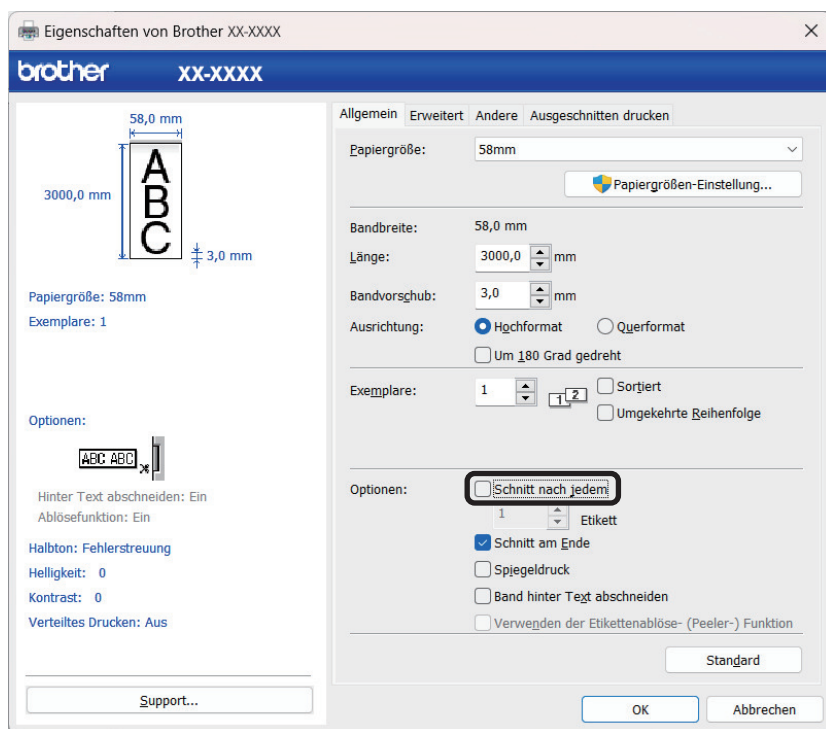 Eigenschaften von Brother XX-XXXX
brother XX-XXXX
58,0 mm
3000,0 mm
A
B
C
3,0 mm
Papiergröße: 58mm
Exemplare: 1
Optionen:
ABC ABC
Hinter Text abschneiden: Ein
Ablösefunktion: Ein
Halbton: Fehlerstreuung
Helligkeit: 0
Kontrast: 0
Verteiltes Drucken: Aus
Support...
Allgemein Erweitert Andere Ausgeschnitten drucken
Papiergröße: 58mm
Papiergrößen-Einstellung...
Bandbreite: 58,0 mm
Länge: 3000,0 mm
Bandvorschub: 3,0 mm
Ausrichtung: Hochformat Querformat
Um 180 Grad gedreht
Exemplare: 1 1 2 Sortiert
Umgekehrte Reihenfolge
Optionen: Schnitt nach jedem
1 Etikett
Schnitt am Ende
Spiegeldruck
Band hinter Text abschneiden
Verwenden der Etikettenablöse- (Peeler-) Funktion
Standard
OK Abbrechen